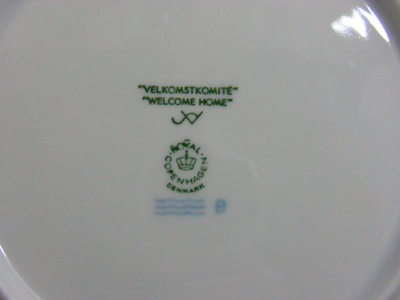 "VELKOMSTKOMITÉ"
"WELCOME HOME"
ROYAL
COPENHAGEN
DENMARK